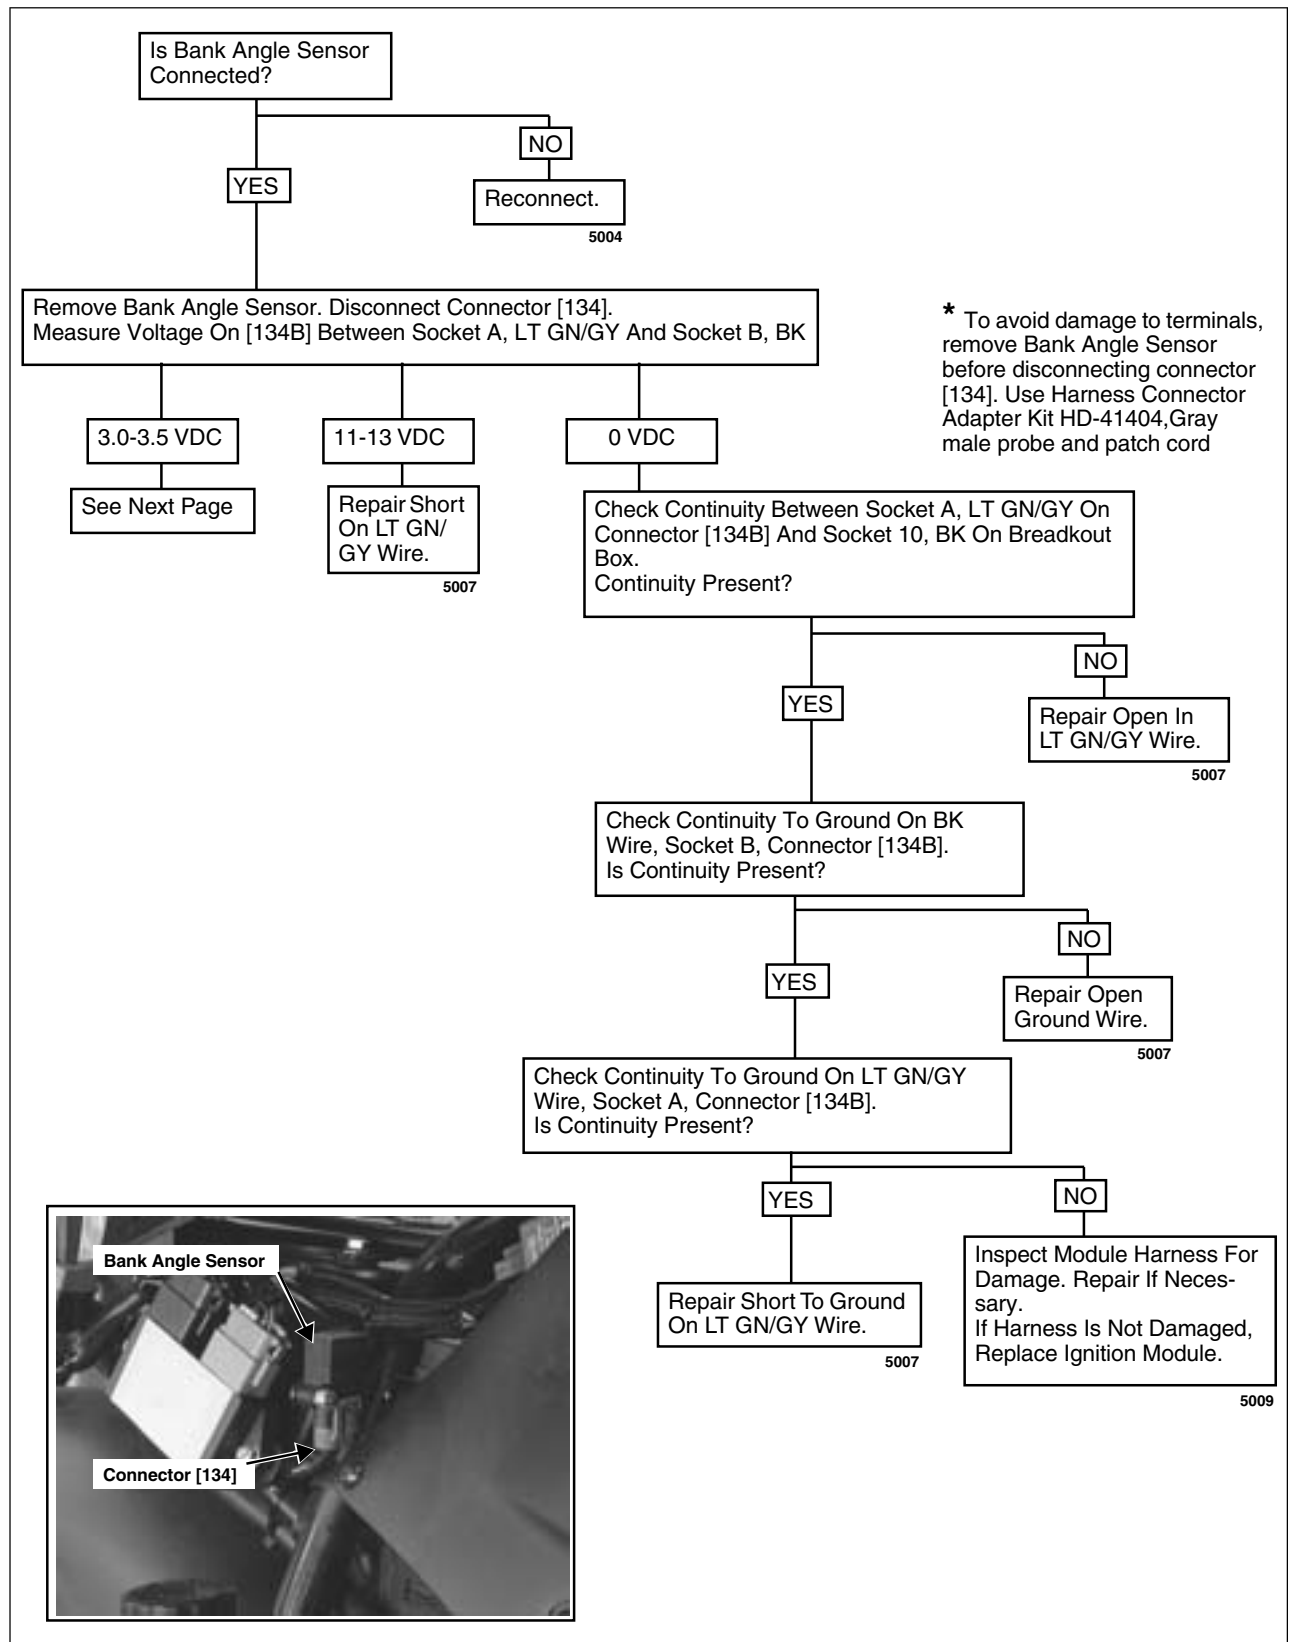 Is Bank Angle Sensor
Connected?
NO
YES
Reconnect.
5004
Remove Bank Angle Sensor. Disconnect Connector [134].
Measure Voltage On [134B] Between Socket A, LT GN/GY And Socket B, BK
* To avoid damage to terminals,
remove Bank Angle Sensor
before disconnecting connector
[134]. Use Harness Connector
Adapter Kit HD-41404,Gray
male probe and patch cord
3.0-3.5 VDC
11-13 VDC
0 VDC
See Next Page
Repair Short
On LT GN/
GY Wire.
5007
Check Continuity Between Socket A, LT GN/GY On
Connector [134B] And Socket 10, BK On Breadkout
Box.
Continuity Present?
NO
YES
Repair Open In
LT GN/GY Wire.
5007
Check Continuity To Ground On BK
Wire, Socket B, Connector [134B].
Is Continuity Present?
NO
YES
Repair Open
Ground Wire.
5007
Check Continuity To Ground On LT GN/GY
Wire, Socket A, Connector [134B].
Is Continuity Present?
YES
NO
Repair Short To Ground
On LT GN/GY Wire.
5007
Inspect Module Harness For
Damage. Repair If Neces-
sary.
If Harness Is Not Damaged,
Replace Ignition Module.
5009
Bank Angle Sensor
Connector [134]